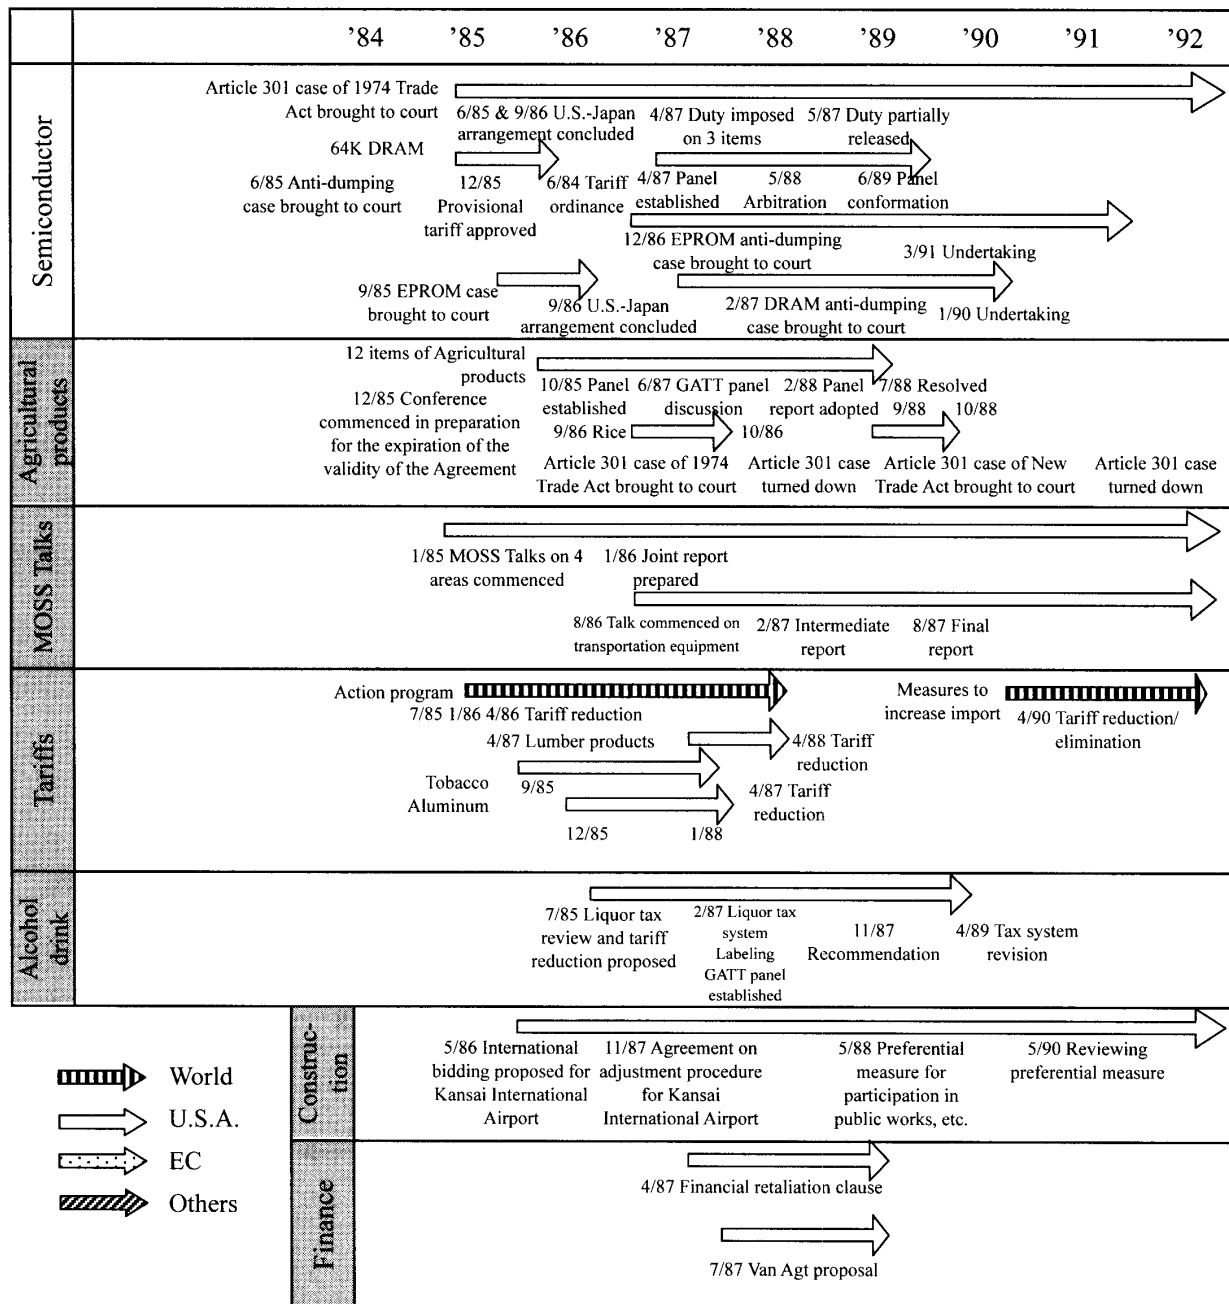 '84 '85 '86 '87 '88 '89 '90 '91 '92
Semiconductor
Article 301 case of 1974 Trade
Act brought to court
6/85 & 9/86 U.S.-Japan
arrangement concluded
4/87 Duty imposed
on 3 items
5/87 Duty partially
released
64K DRAM
6/85 Anti-dumping
case brought to court
12/85
Provisional
tariff approved
6/84 Tariff
ordinance
4/87 Panel
established
5/88
Arbitration
6/89 Panel
conformation
12/86 EPROM anti-dumping
case brought to court
3/91 Undertaking
9/85 EPROM case
brought to court
9/86 U.S.-Japan
arrangement concluded
2/87 DRAM anti-dumping
case brought to court
1/90 Undertaking
Agricultural
products
12 items of Agricultural
products
10/85 Panel
established
6/87 GATT panel
discussion
2/88 Panel
report adopted
7/88 Resolved
12/85 Conference
commenced in preparation
for the expiration of the
validity of the Agreement
9/86 Rice
10/86
9/88
10/88
Article 301 case of 1974
Trade Act brought to court
Article 301 case
turned down
Article 301 case of New
Trade Act brought to court
Article 301 case
turned down
MOSS Talks
1/85 MOSS Talks on 4
areas commenced
1/86 Joint report
prepared
8/86 Talk commenced on
transportation equipment
2/87 Intermediate
report
8/87 Final
report
Tariffs
Action program
7/85 1/86 4/86 Tariff reduction
Measures to
increase import
4/90 Tariff reduction/
elimination
4/87 Lumber products
4/88 Tariff
reduction
Tobacco
9/85
4/87 Tariff
reduction
Aluminum
12/85
1/88
Alcohol
drink
7/85 Liquor tax
review and tariff
reduction proposed
2/87 Liquor tax
system
Labeling
GATT panel
established
11/87
Recommendation
4/89 Tax system
revision
Construc-
tion
5/86 International
bidding proposed for
Kansai International
Airport
11/87 Agreement on
adjustment procedure
for Kansai
International Airport
5/88 Preferential
measure for
participation in
public works, etc.
5/90 Reviewing
preferential measure
Finance
4/87 Financial retaliation clause
7/87 Van Agt proposal
World
U.S.A.
EC
Others